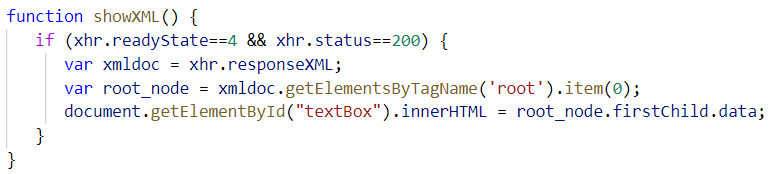 function showXML() {
if (xhr.readyState==4 && xhr.status==200) {
var xmldoc = xhr.responseXML;
var root_node = xmldoc.getElementsByTagName('root').item(0);
document.getElementById("textBox").innerHTML = root_node.firstChild.data;
}
}